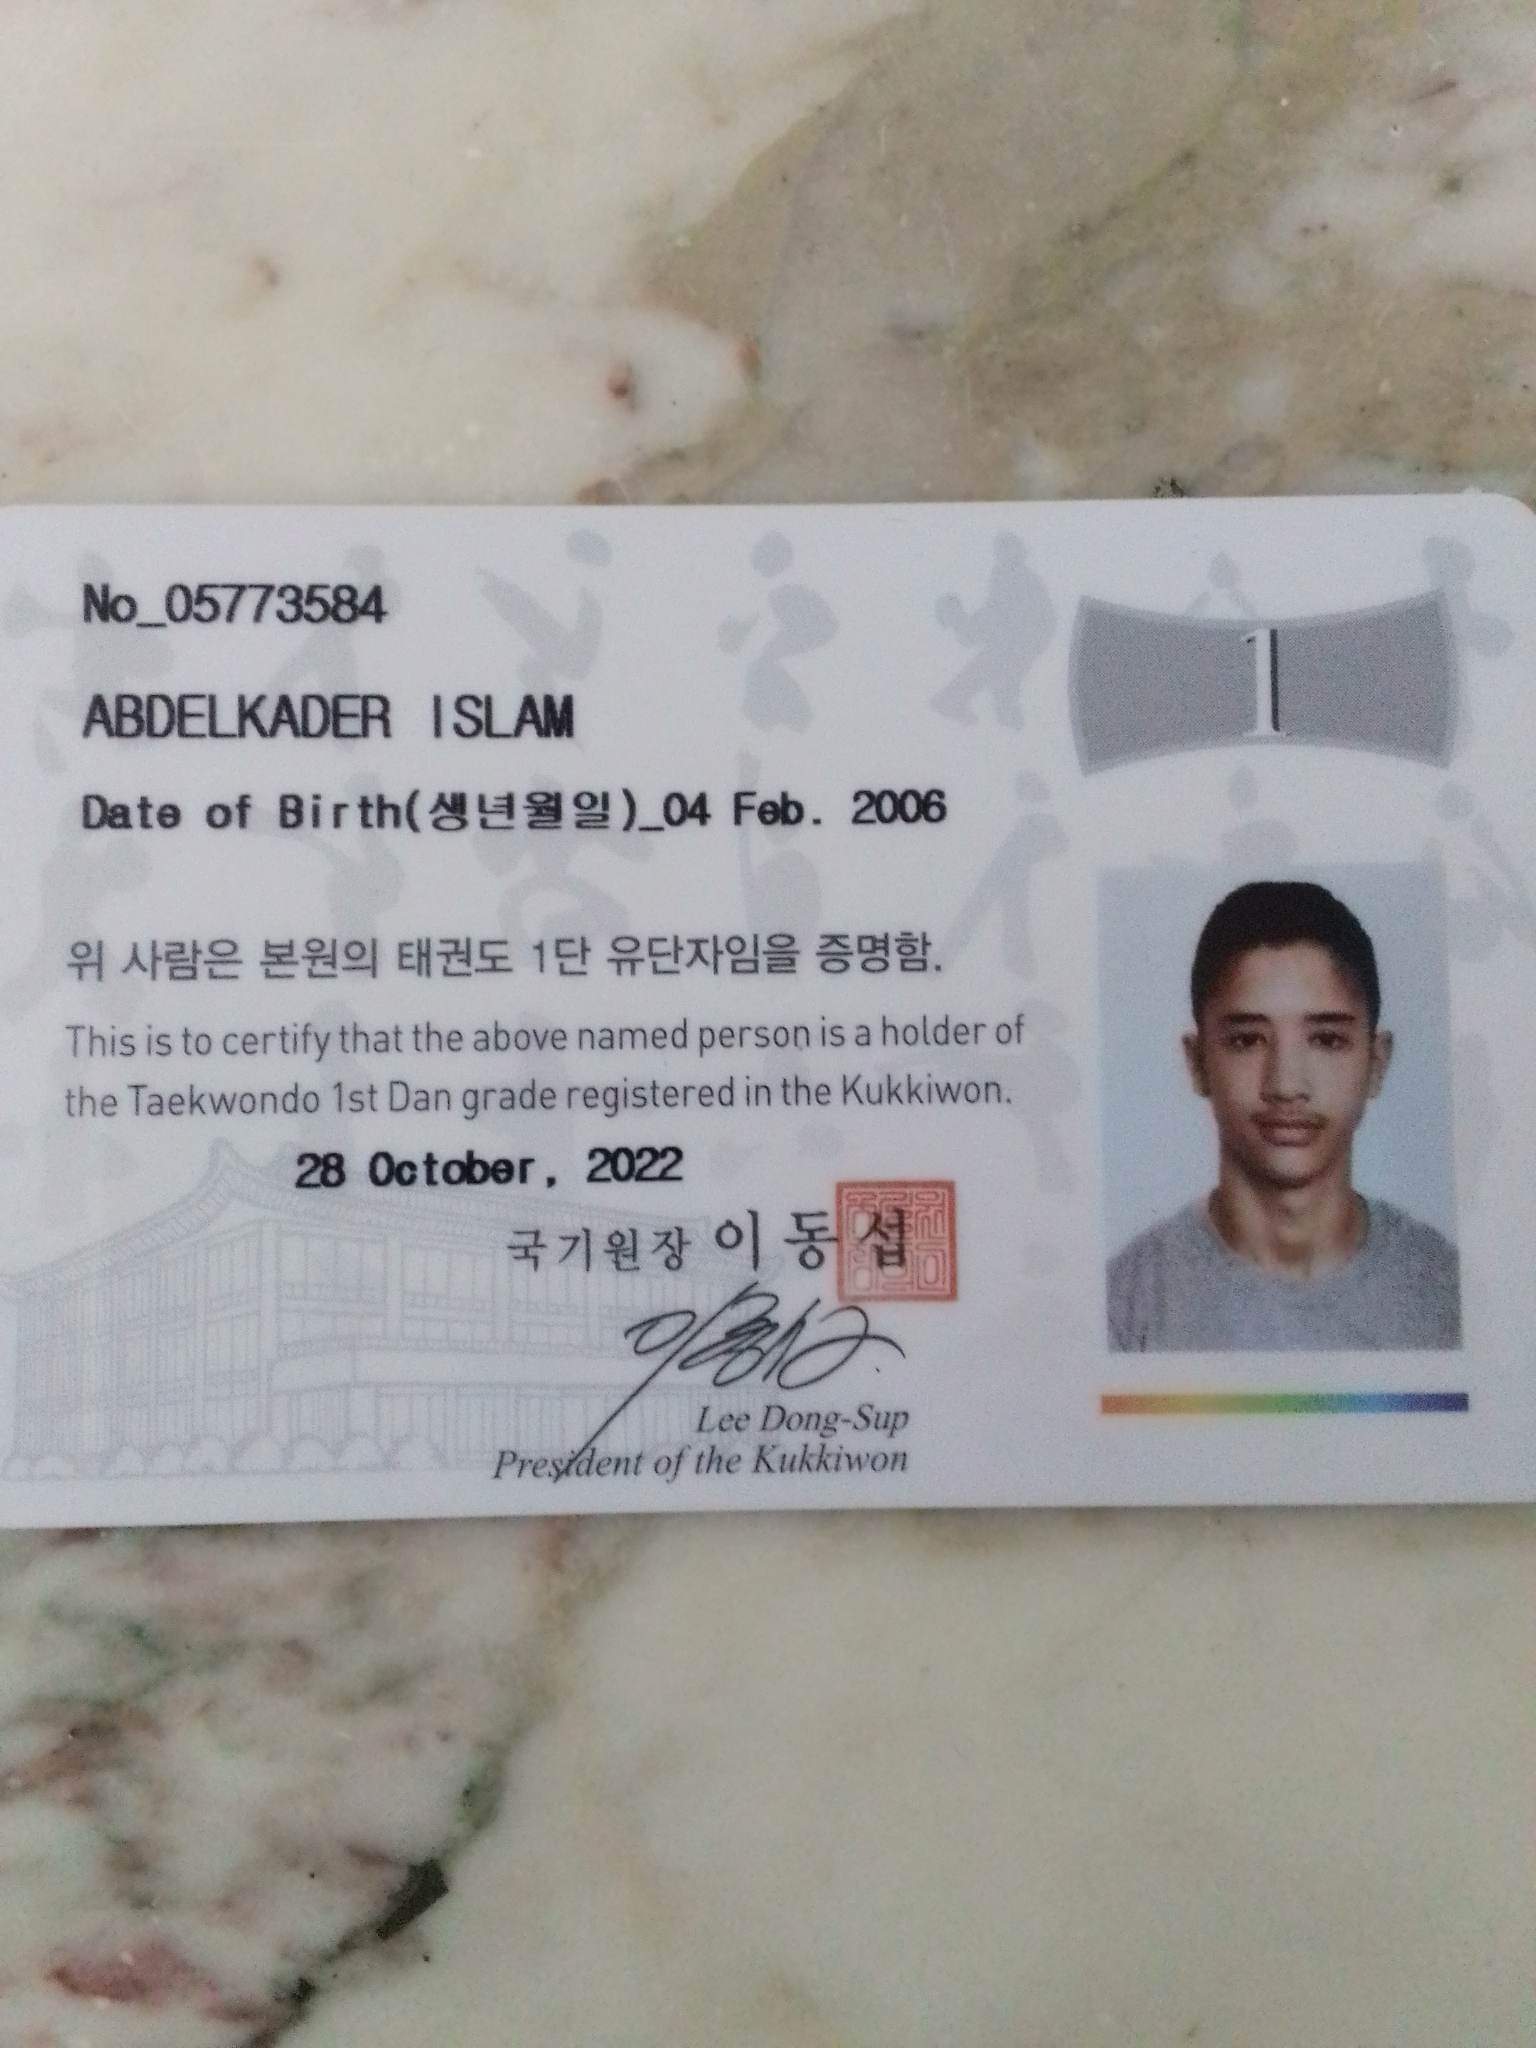 No_05773584
1
ABDELKADER ISLAM
Date of Birth(생년월일)_04 Feb. 2006
위 사람은 본원의 태권도 1단 유단자임을 증명함.
This is to certify that the above named person is a holder of
the Taekwondo 1st Dan grade registered in the Kukkiwon.
28 October, 2022
국기원장 이동섭
Lee Dong-Sup
President of the Kukkiwon